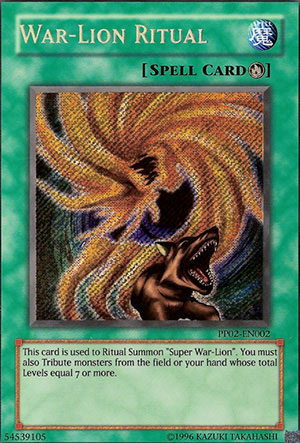 War-Lion Ritual
魔
[Spell Card]
PP02-EN002
This card is used to Ritual Summon "Super War-Lion". You must
also Tribute monsters from the field or your hand whose total
Levels equal 7 or more.
54539105
©1996 KAZUKI TAKAHASHI